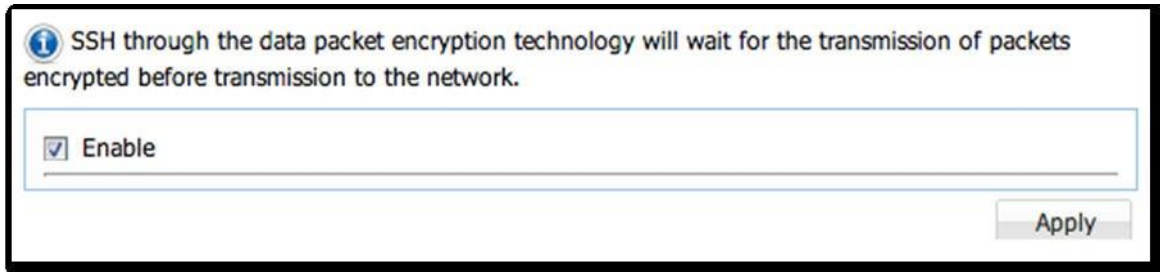 SSH through the data packet encryption technology will wait for the transmission of packets
encrypted before transmission to the network.
Enable
Apply